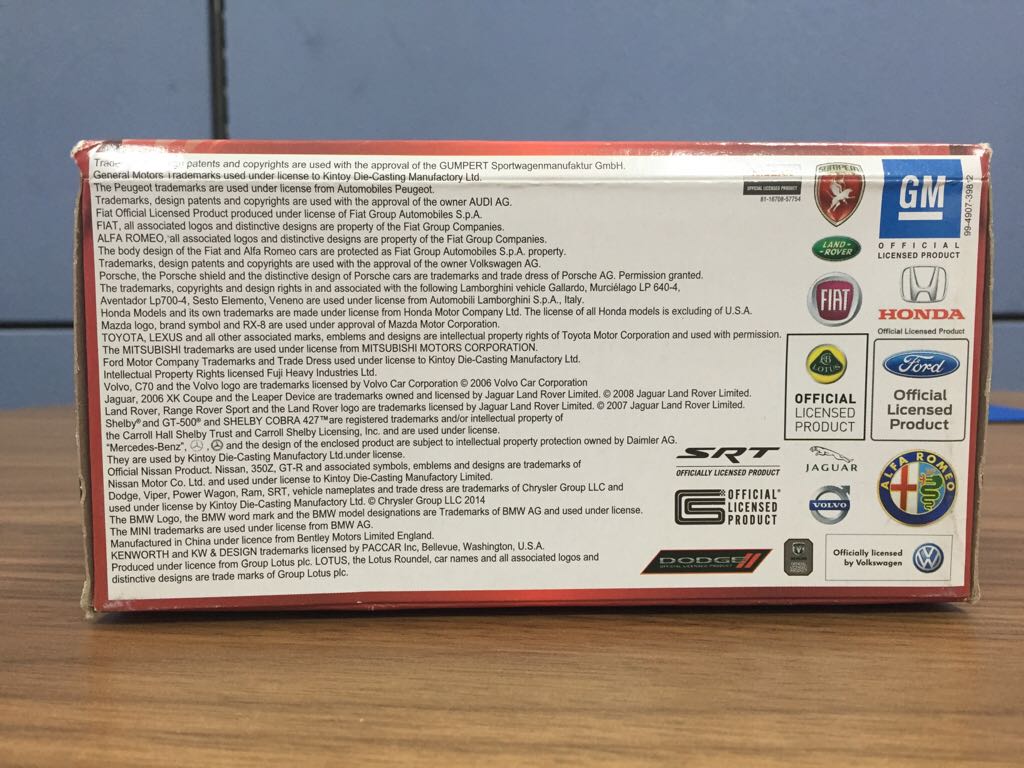 patents and copyrights are used with the approval of the GUMPERT Sportwagenmanufaktur GmbH.
General Motors Trademarks used under license to Kintoy Die-Casting Manufactory Ltd.
The Peugeot trademarks are used under license from Automobiles Peugeot.
Trademarks, design patents and copyrights are used with the approval of the owner AUDI AG.
Fiat Official Licensed Product produced under license of Fiat Group Automobiles S.p.A.
FIAT, all associated logos and distinctive designs are property of the Fiat Group Companies.
ALFA ROMEO, all associated logos and distinctive designs are property of the Fiat Group Companies.
The body design of the Fiat and Alfa Romeo cars are protected as Fiat Group Automobiles S.p.A. property.
Trademarks, design patents and copyrights are used with the approval of the owner Volkswagen AG.
Porsche, the Porsche shield and the distinctive design of Porsche cars are trademarks and trade dress of Porsche AG. Permission granted.
The trademarks, copyrights and design rights in and associated with the following Lamborghini vehicle Gallardo, Murciélago LP 640-4,
Aventador Lp700-4, Sesto Elemento, Veneno are used under license from Automobili Lamborghini S.p.A., Italy.
Honda Models and its own trademarks are made under license from Honda Motor Company Ltd. The license of all Honda models is excluding of U.S.A.
Mazda logo, brand symbol and RX-8 are used under approval of Mazda Motor Corporation.
TOYOTA, LEXUS and all other associated marks, emblems and designs are intellectual property rights of Toyota Motor Corporation and used with permission.
The MITSUBISHI trademarks are used under license from MITSUBISHI MOTORS CORPORATION.
Ford Motor Company Trademarks and Trade Dress used under license to Kintoy Die-Casting Manufactory Ltd.
Intellectual Property Rights licensed Fuji Heavy Industries Ltd.
Volvo, C70 and the Volvo logo are trademarks licensed by Volvo Car Corporation © 2006 Volvo Car Corporation
Jaguar, 2006 XK Coupe and the Leaper Device are trademarks owned and licensed by Jaguar Land Rover Limited. © 2008 Jaguar Land Rover Limited.
Land Rover, Range Rover Sport and the Land Rover logo are trademarks licensed by Jaguar Land Rover Limited. © 2007 Jaguar Land Rover Limited.
Shelby® and GT-500® and SHELBY COBRA 427™ are registered trademarks and/or intellectual property of
the Carroll Hall Shelby Trust and Carroll Shelby Licensing, Inc. and are used under license.
"Mercedes-Benz", , and the design of the enclosed product are subject to intellectual property protection owned by Daimler AG.
They are used by Kintoy Die-Casting Manufactory Ltd.under license.
Official Nissan Product. Nissan, 350Z, GT-R and associated symbols, emblems and designs are trademarks of
Nissan Motor Co. Ltd. and used under license to Kintoy Die-Casting Manufactory Limited.
Dodge, Viper, Power Wagon, Ram, SRT, vehicle nameplates and trade dress are trademarks of Chrysler Group LLC and
used under license by Kintoy Die-Casting Manufactory Ltd. © Chrysler Group LLC 2014
The BMW Logo, the BMW word mark and the BMW model designations are Trademarks of BMW AG and used under license.
The MINI trademarks are used under license from BMW AG.
Manufactured in China under licence from Bentley Motors Limited England.
KENWORTH and KW & DESIGN trademarks licensed by PACCAR Inc, Bellevue, Washington, U.S.A.
Produced under licence from Group Lotus plc. LOTUS, the Lotus Roundel, car names and all associated logos and
distinctive designs are trade marks of Group Lotus plc.
OFFICIAL LICENSED PRODUCT
81-16708-57754
GUMPERT
GM
OFFICIAL
LICENSED PRODUCT
99-4907-39812
LAND-
ROVER
FIAT
HONDA
Official Licensed Product
LOTUS
OFFICIAL
LICENSED
PRODUCT
Ford
Official
Licensed
Product
SRT
OFFICIALLY LICENSED PRODUCT
JAGUAR
ALFA ROMEO
OFFICIAL
LICENSED
PRODUCT
VOLVO
DODGE
OFFICIAL LICENSED PRODUCT
Officially licensed
by Volkswagen